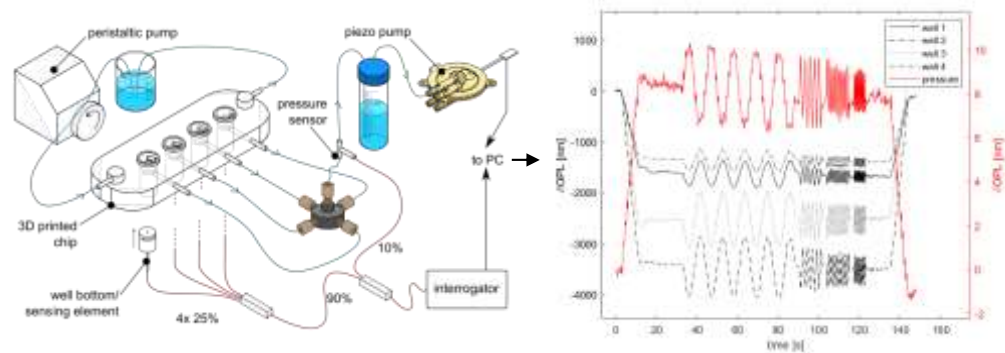 peristaltic pump
piezo pump
pressure
sensor
to PC
3D printed
chip
10%
interrogator
well bottom/
sensing element
4x 25%
90%
well 1
well 2
well 3
well 4
pressure
1000
0
-1000
-2000
-3000
-4000
10
8
6
4
2
0
-2
0
20
40
60
80
100
120
140
160
time [s]